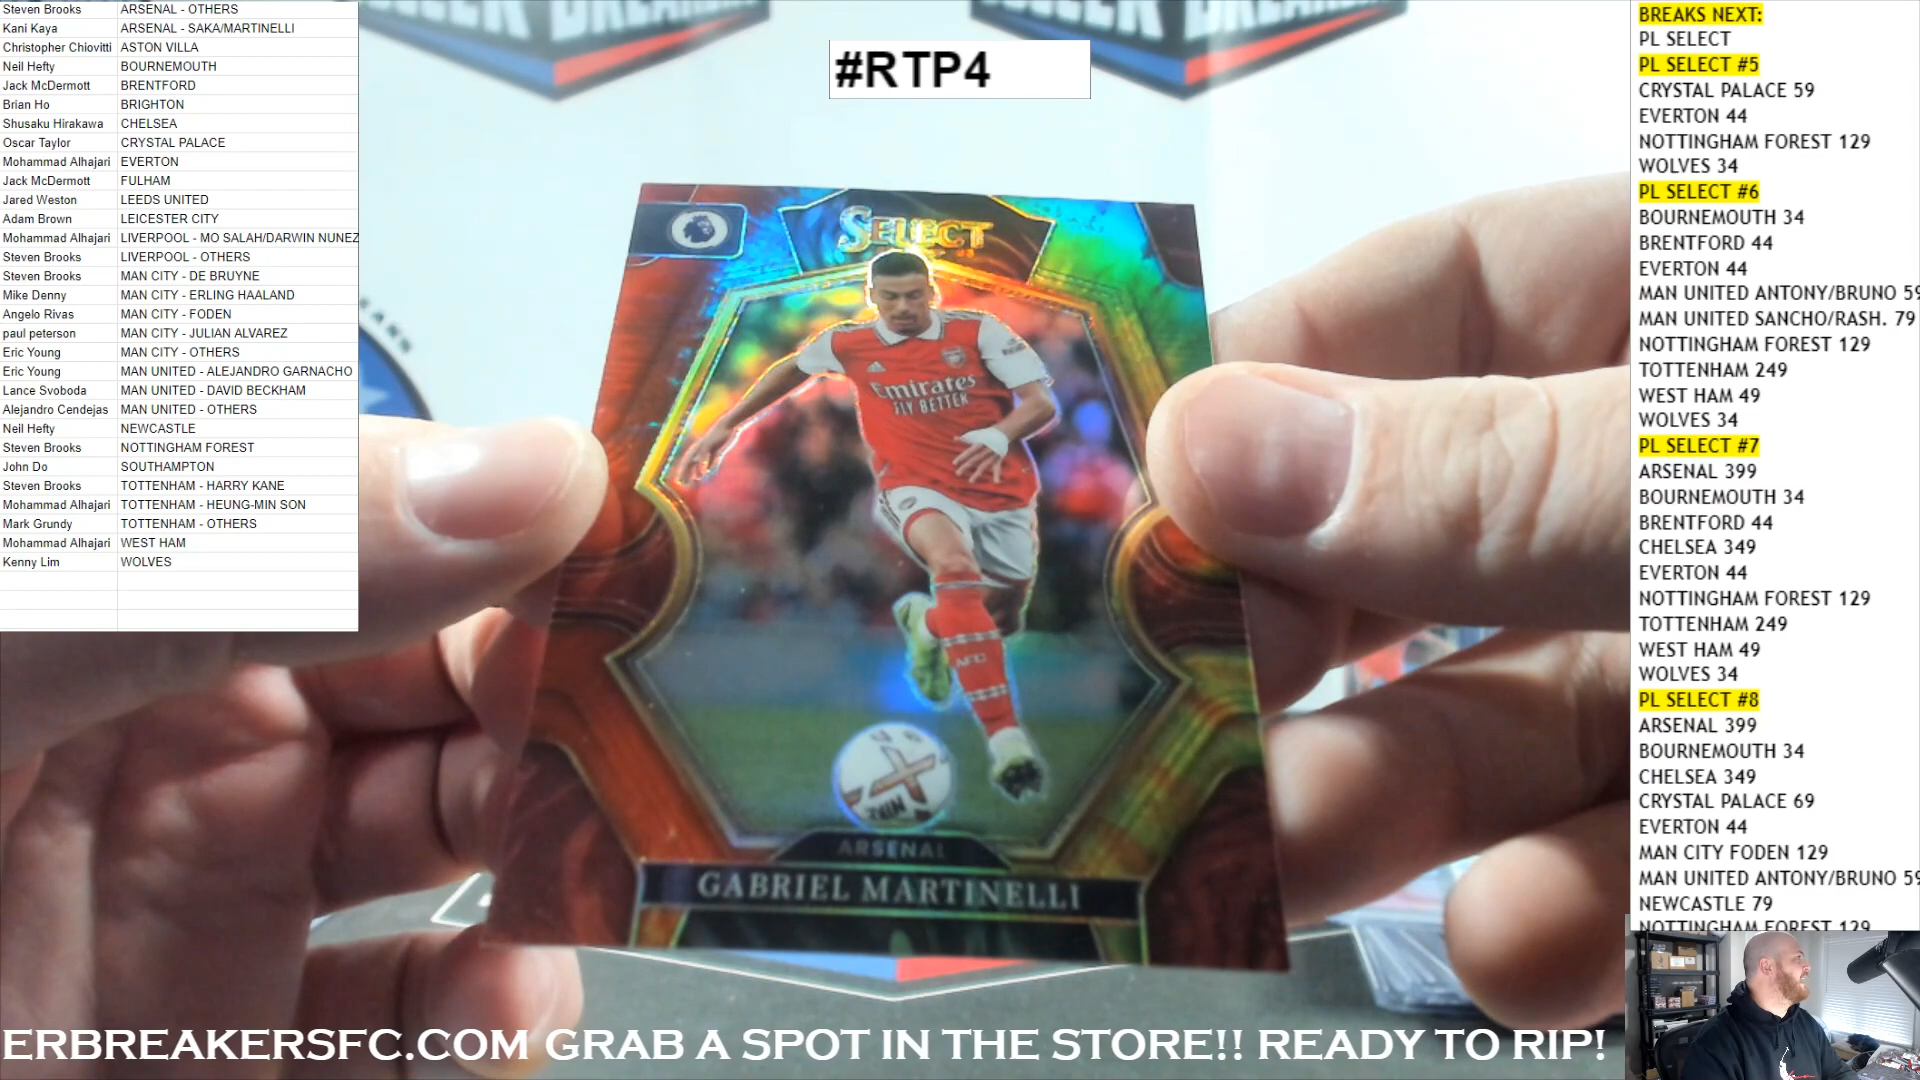 Steven Brooks ARSENAL - OTHERS
Kani Kaya ARSENAL - SAKA/MARTINELLI
Christopher Chiovitti ASTON VILLA
Neil Hefty BOURNEMOUTH
Jack McDermott BRENTFORD
Brian Ho BRIGHTON
Shusaku Hirakawa CHELSEA
Oscar Taylor CRYSTAL PALACE
Mohammad Alhajari EVERTON
Jack McDermott FULHAM
Jared Weston LEEDS UNITED
Adam Brown LEICESTER CITY
Mohammad Alhajari LIVERPOOL - MO SALAH/DARWIN NUNEZ
Steven Brooks LIVERPOOL - OTHERS
Steven Brooks MAN CITY - DE BRUYNE
Mike Denny MAN CITY - ERLING HAALAND
Angelo Rivas MAN CITY - FODEN
paul peterson MAN CITY - JULIAN ALVAREZ
Eric Young MAN CITY - OTHERS
Eric Young MAN UNITED - ALEJANDRO GARNACHO
Lance Svoboda MAN UNITED - DAVID BECKHAM
Alejandro Cendejas MAN UNITED - OTHERS
Neil Hefty NEWCASTLE
Steven Brooks NOTTINGHAM FOREST
John Do SOUTHAMPTON
Steven Brooks TOTTENHAM - HARRY KANE
Mohammad Alhajari TOTTENHAM - HEUNG-MIN SON
Mark Grundy TOTTENHAM - OTHERS
Mohammad Alhajari WEST HAM
Kenny Lim WOLVES
#RTP4
SELECT
Emirates
FLY BETTER
AFC
ARSENAL
GABRIEL MARTINELLI
BREAKS NEXT:
PL SELECT
PL SELECT #5
CRYSTAL PALACE 59
EVERTON 44
NOTTINGHAM FOREST 129
WOLVES 34
PL SELECT #6
BOURNEMOUTH 34
BRENTFORD 44
EVERTON 44
MAN UNITED ANTONY/BRUNO 59
MAN UNITED SANCHO/RASH. 79
NOTTINGHAM FOREST 129
TOTTENHAM 249
WEST HAM 49
WOLVES 34
PL SELECT #7
ARSENAL 399
BOURNEMOUTH 34
BRENTFORD 44
CHELSEA 349
EVERTON 44
NOTTINGHAM FOREST 129
TOTTENHAM 249
WEST HAM 49
WOLVES 34
PL SELECT #8
ARSENAL 399
BOURNEMOUTH 34
CHELSEA 349
CRYSTAL PALACE 69
EVERTON 44
MAN CITY FODEN 129
MAN UNITED ANTONY/BRUNO 59
NEWCASTLE 79
NOTTINGHAM FOREST 129
ERBREAKERSFC.COM GRAB A SPOT IN THE STORE!! READY TO RIP!